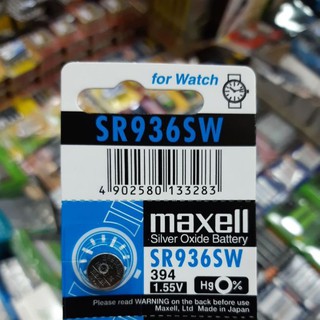 for Watch
SR936SW
4 902580 133283
maxell
Silver Oxide Battery
SR936SW
394
1.55V
Hg 0%
Please read WARNING on the back before use
Maxell, Ltd. Made in Japan